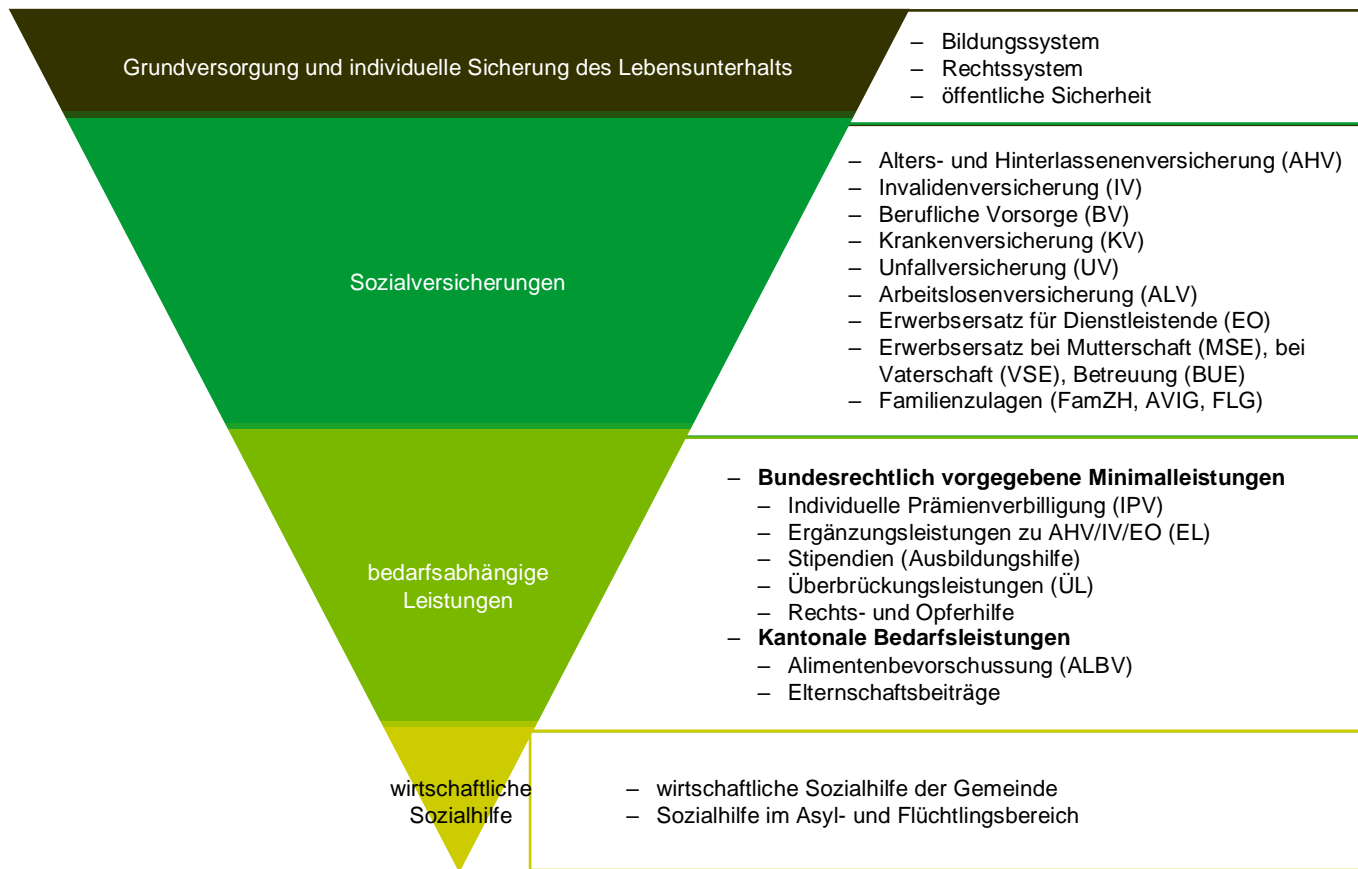 Grundversorgung und individuelle Sicherung des Lebensunterhalts
– Bildungssystem
– Rechtssystem
– öffentliche Sicherheit
Sozialversicherungen
– Alters- und Hinterlassenenversicherung (AHV)
– Invalidenversicherung (IV)
– Berufliche Vorsorge (BV)
– Krankenversicherung (KV)
– Unfallversicherung (UV)
– Arbeitslosenversicherung (ALV)
– Erwerbsersatz für Dienstleistende (EO)
– Erwerbsersatz bei Mutterschaft (MSE), bei
Vaterschaft (VSE), Betreuung (BUE)
– Familienzulagen (FamZH, AVIG, FLG)
bedarfsabhängige
Leistungen
– Bundesrechtlich vorgegebene Minimalleistungen
– Individuelle Prämienverbilligung (IPV)
– Ergänzungsleistungen zu AHV/IV/EO (EL)
– Stipendien (Ausbildungshilfe)
– Überbrückungsleistungen (ÜL)
– Rechts- und Opferhilfe
– Kantonale Bedarfsleistungen
– Alimentenbevorschussung (ALBV)
– Elternschaftsbeiträge
wirtschaftliche
Sozialhilfe
– wirtschaftliche Sozialhilfe der Gemeinde
– Sozialhilfe im Asyl- und Flüchtlingsbereich